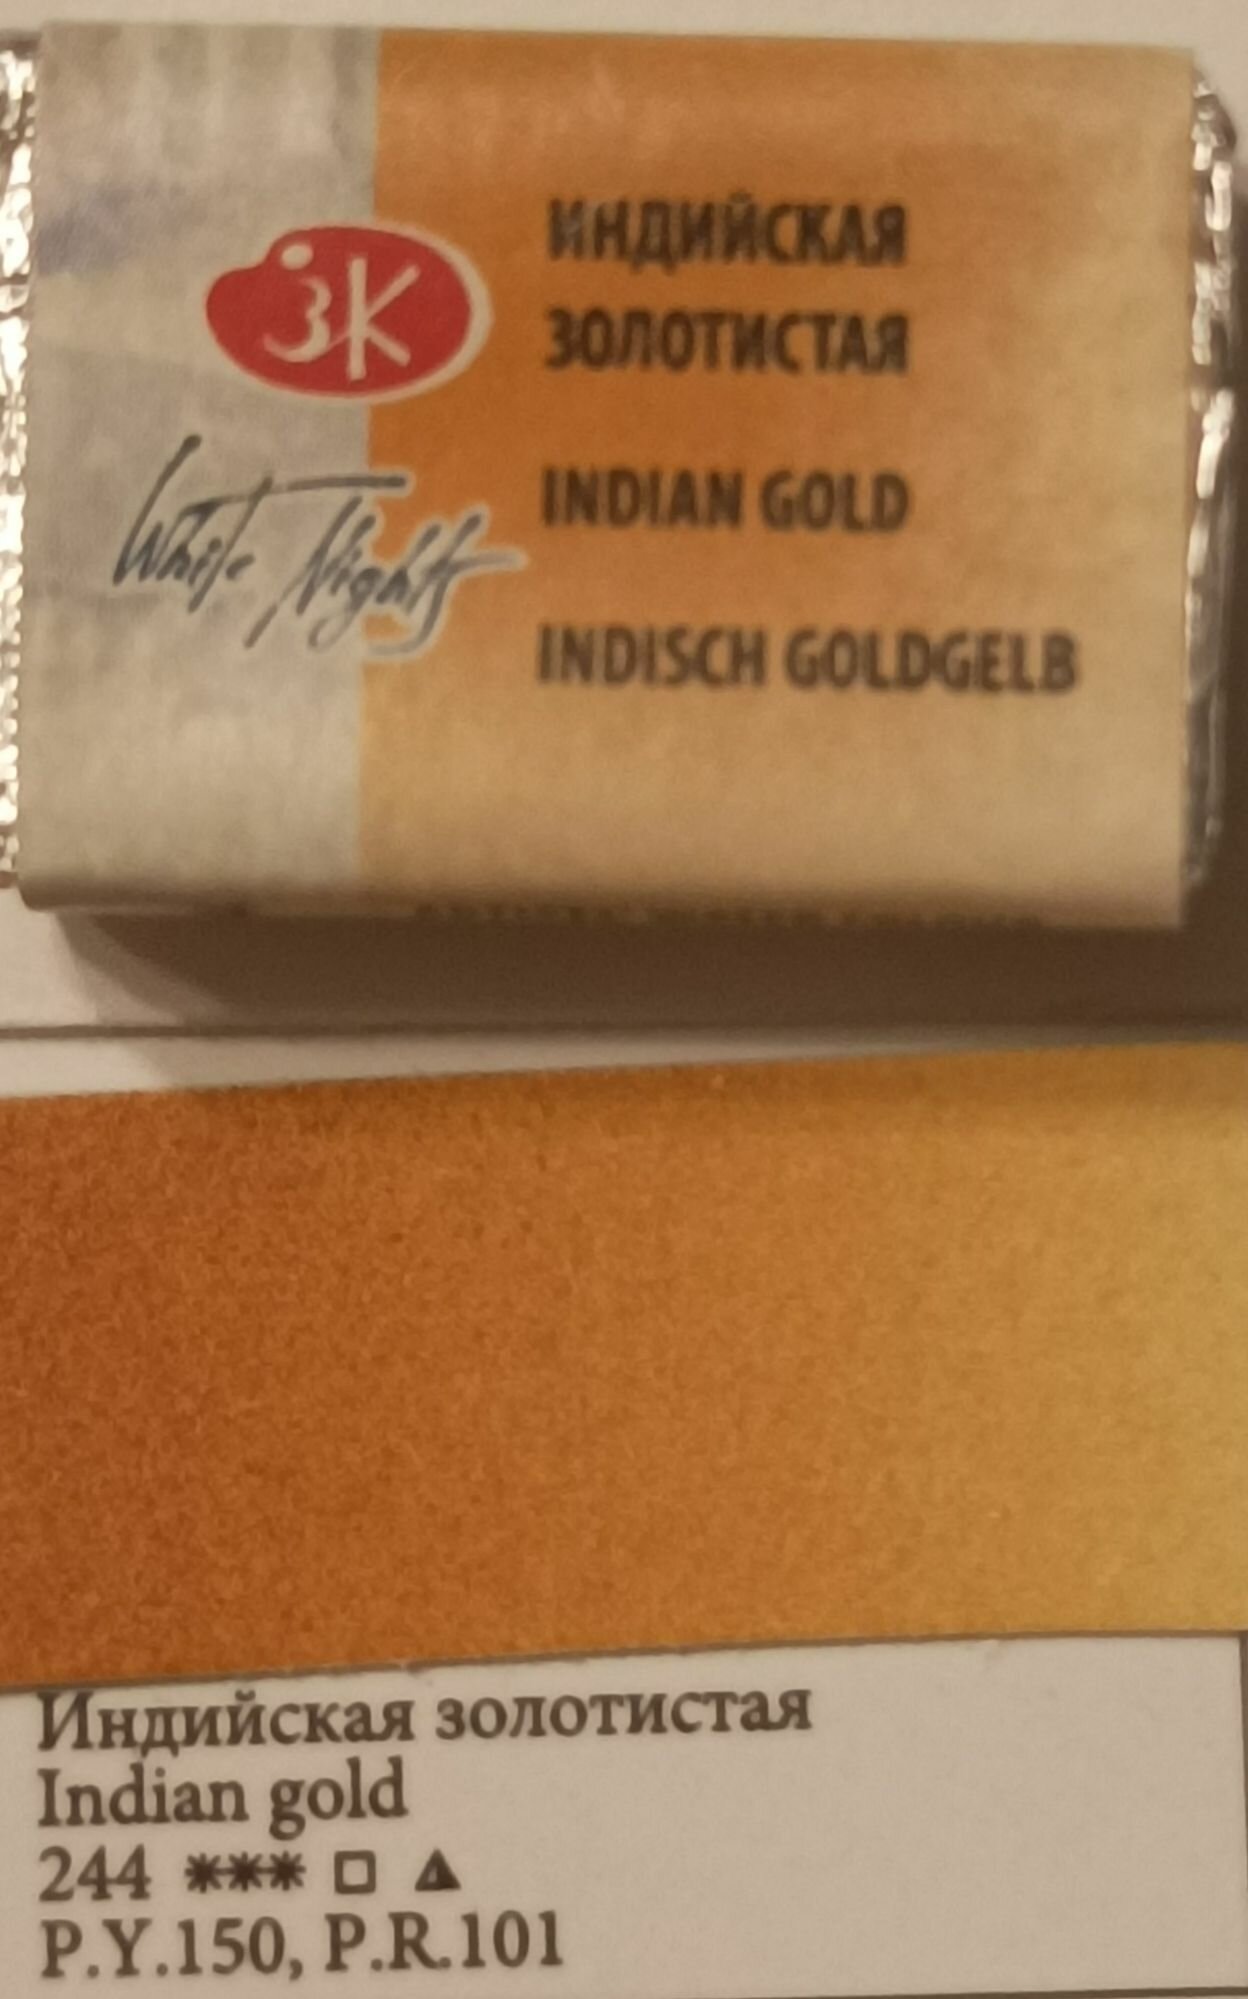 ЗК
White Nights
ИНДИЙСКАЯ
ЗОЛОТИСТАЯ
INDIAN GOLD
INDISCH GOLDGELB
Индийская золотистая
Indian gold
244 ✷✷✷ □ ▲
P.Y.150, P.R.101